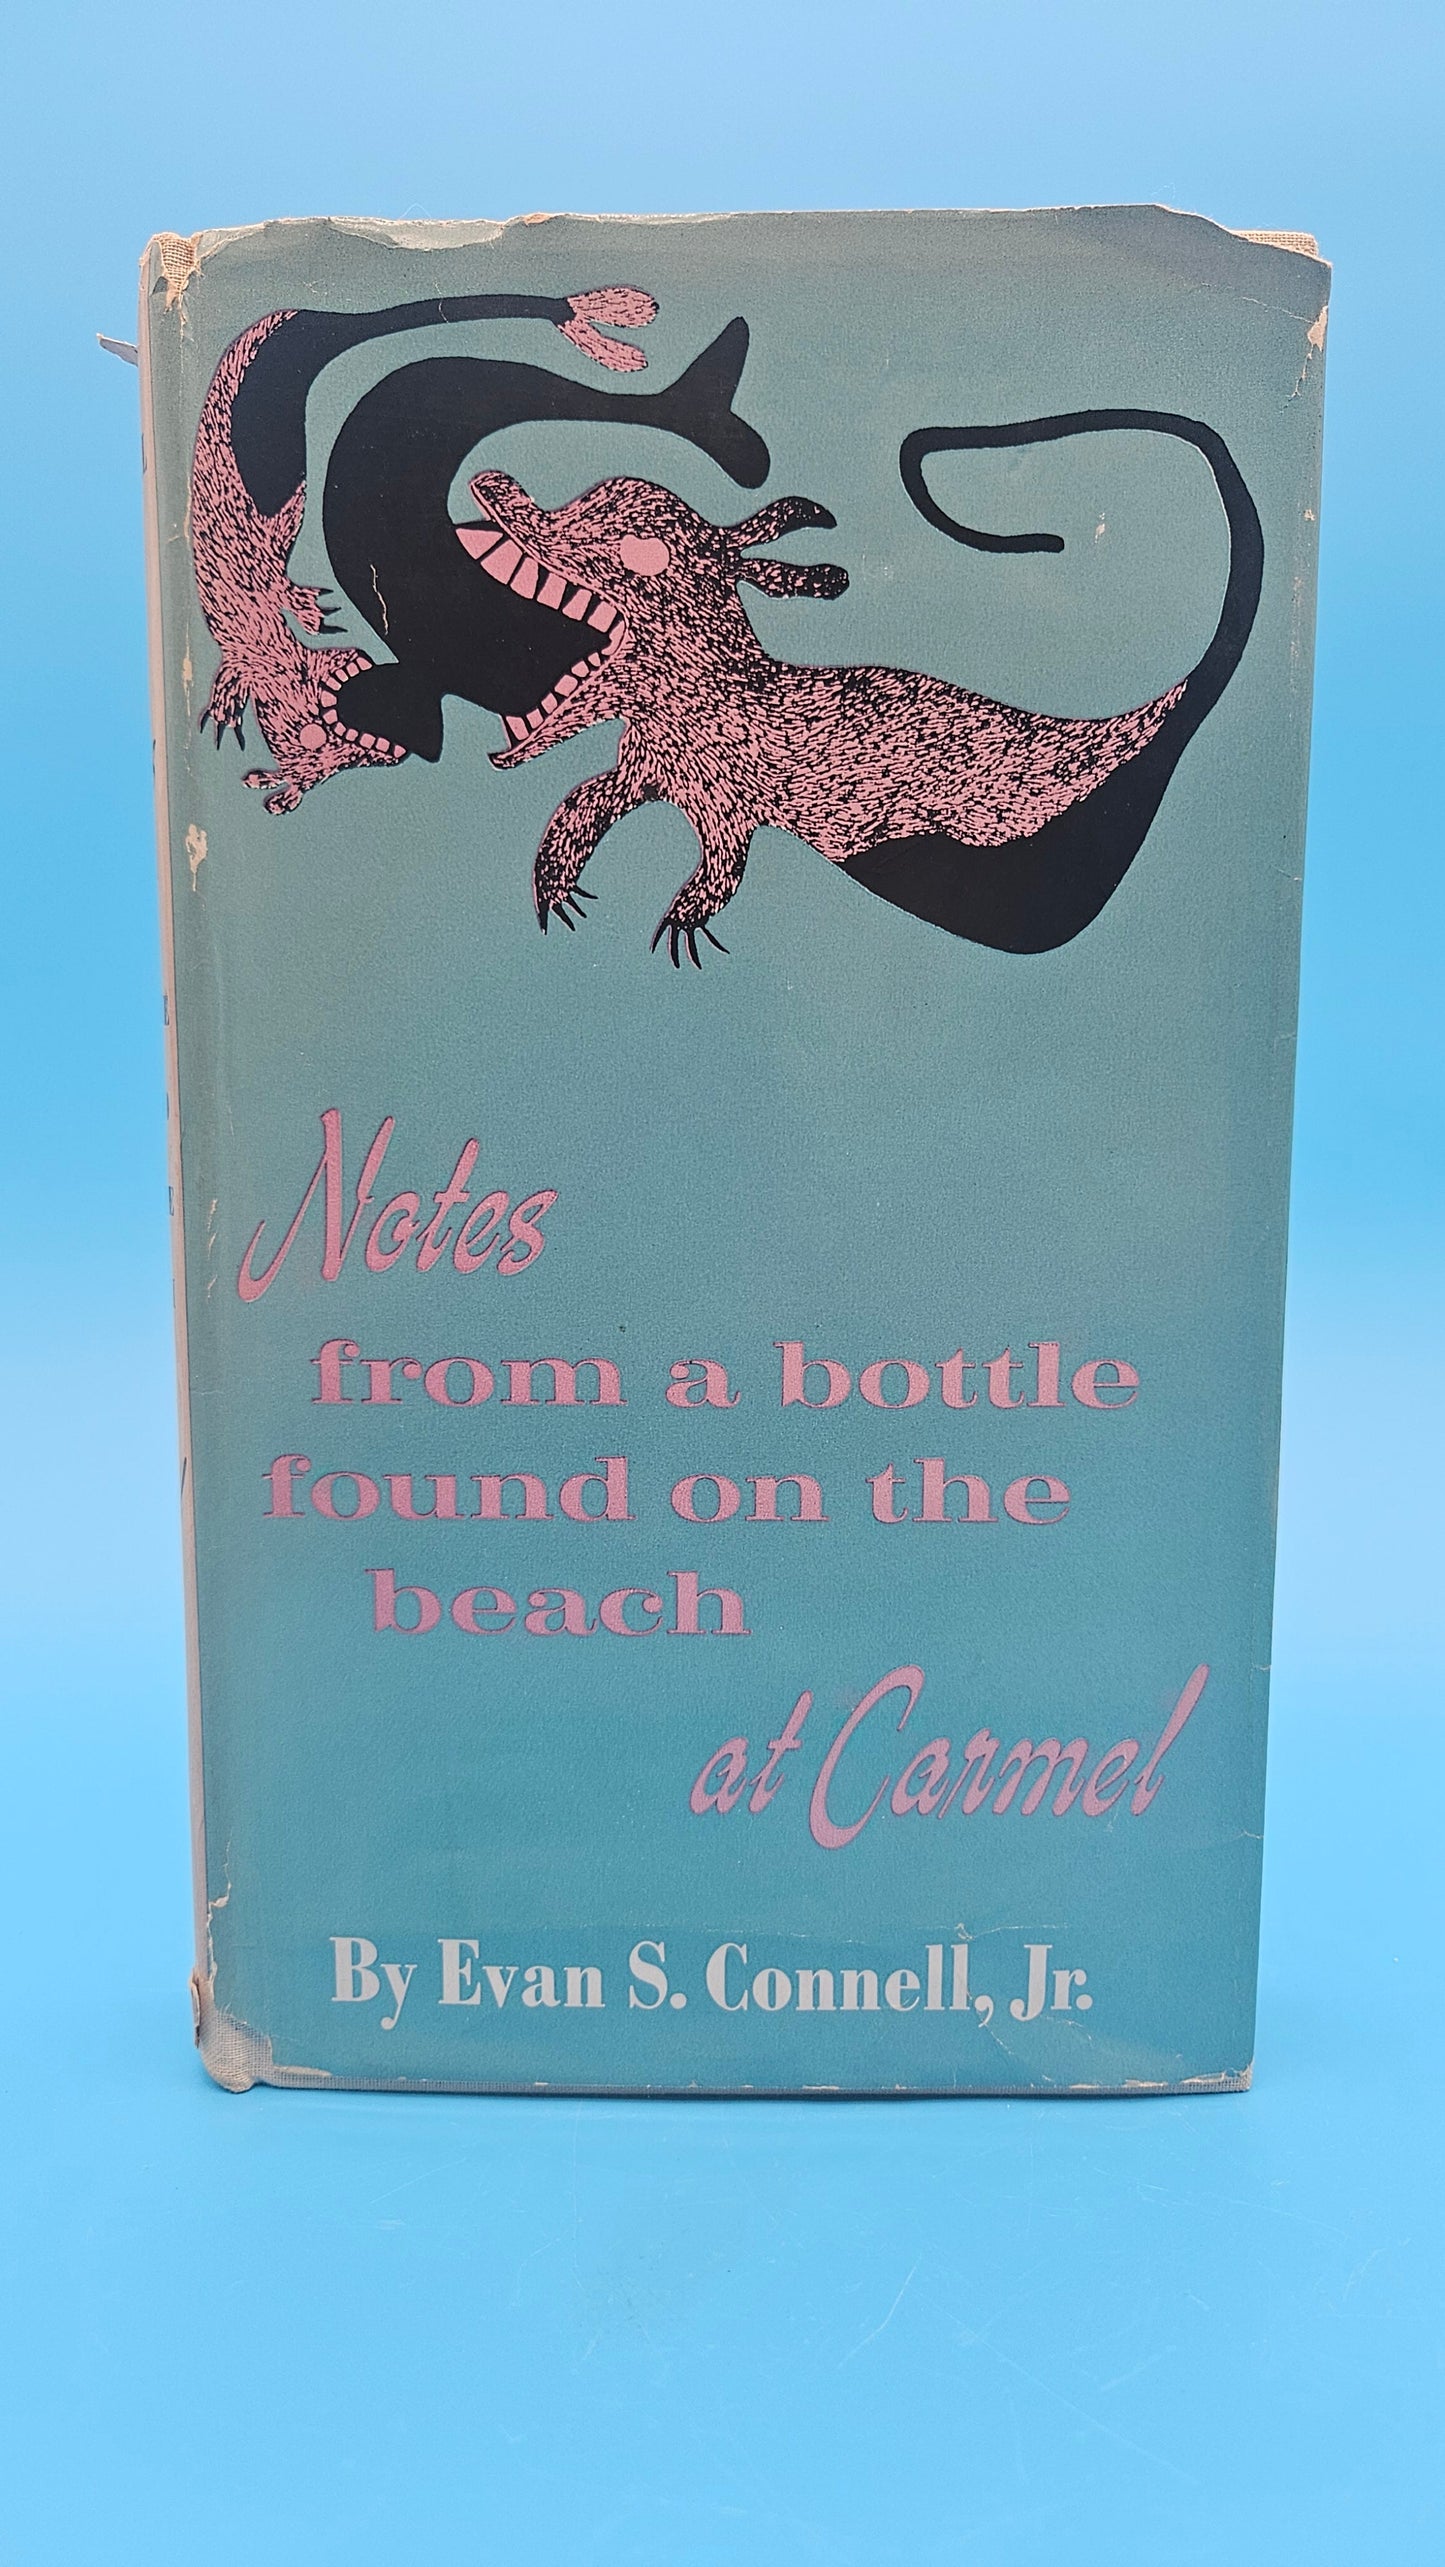 Notes
from a bottle
found on the
beach
at Carmel
By Evan S. Connell, Jr.